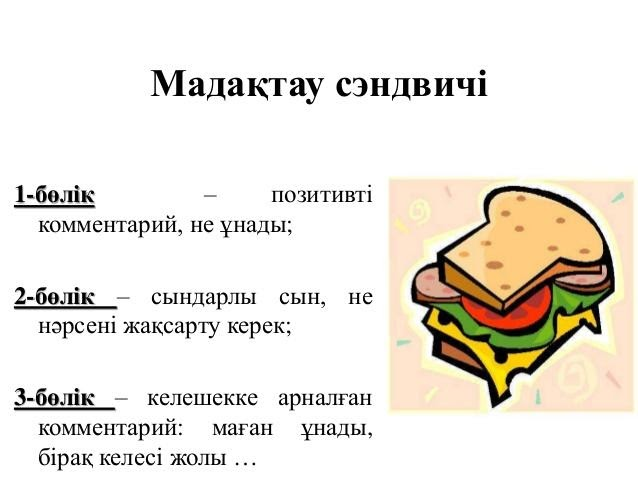 Мадақтау сэндвичі
1-бөлік – позитивті
комментарий, не ұнады;
2-бөлік – сындарлы сын, не
нәрсені жақсарту керек;
3-бөлік – келешекке арналған
комментарий: маған ұнады,
бірақ келесі жолы …